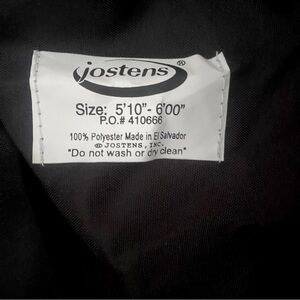 jostens®
Size: 5'10"- 6'00"
P.O.# 410666
100% Polyester Made in El Salvador
© JOSTENS, INC.
"Do not wash or dry clean"